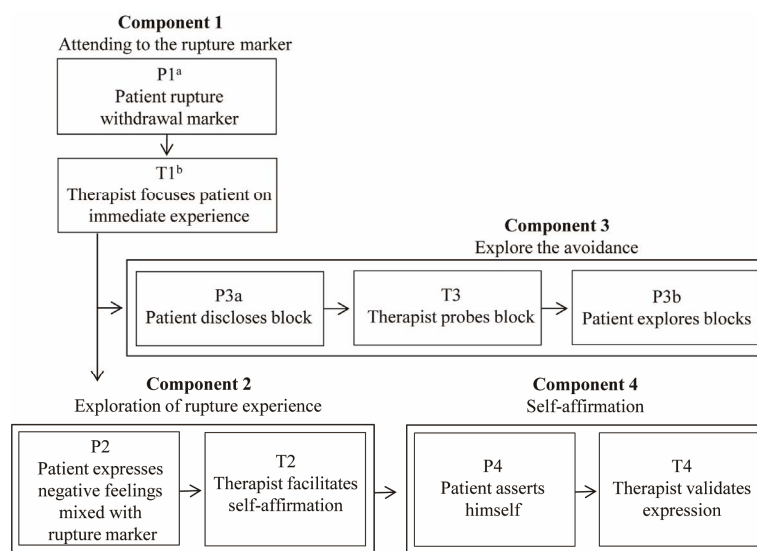 Component 1
Attending to the rupture marker
P1ᵃ
Patient rupture
withdrawal marker
T1ᵇ
Therapist focuses patient on
immediate experience
Component 3
Explore the avoidance
P3a
Patient discloses block
T3
Therapist probes block
P3b
Patient explores blocks
Component 2
Exploration of rupture experience
P2
Patient expresses
negative feelings
mixed with
rupture marker
T2
Therapist facilitates
self-affirmation
Component 4
Self-affirmation
P4
Patient asserts
himself
T4
Therapist validates
expression